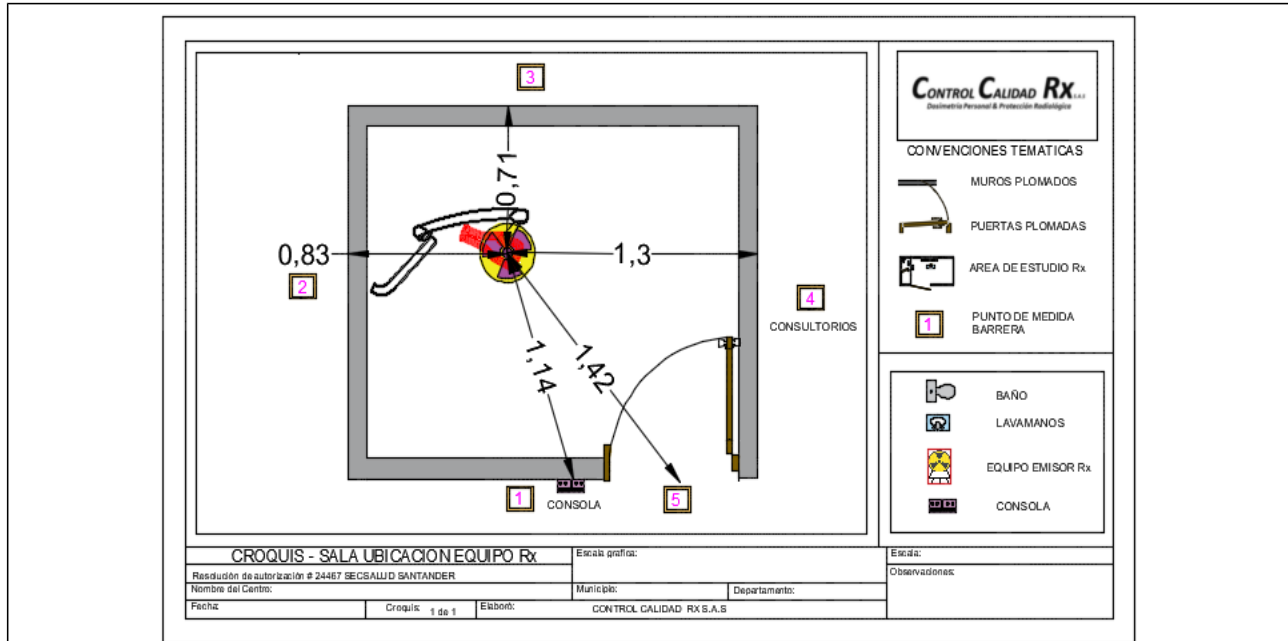 3
0,71
0,83
1,3
2
4
CONSULTORIOS
1,14
1,42
1
CONSOLA
5
CONTROL CALIDAD RX S.A.S
Dosimetría Personal & Protección Radiológica
CONVENCIONES TEMATICAS
MUROS PLOMADOS
PUERTAS PLOMADAS
AREA DE ESTUDIO Rx
1
PUNTO DE MEDIDA
BARRERA
BAÑO
LAVAMANOS
EQUIPO EMISOR Rx
CONSOLA
CROQUIS - SALA UBICACION EQUIPO Rx
Resolución de autorización # 24467 SECSALUD SANTANDER
Nombre del Centro:
Fecha:
Croquis: 1 de 1
Elaboró:
CONTROL CALIDAD RX S.A.S
Escala grafica:
Municipio:
Departamento:
Escala:
Observaciones: